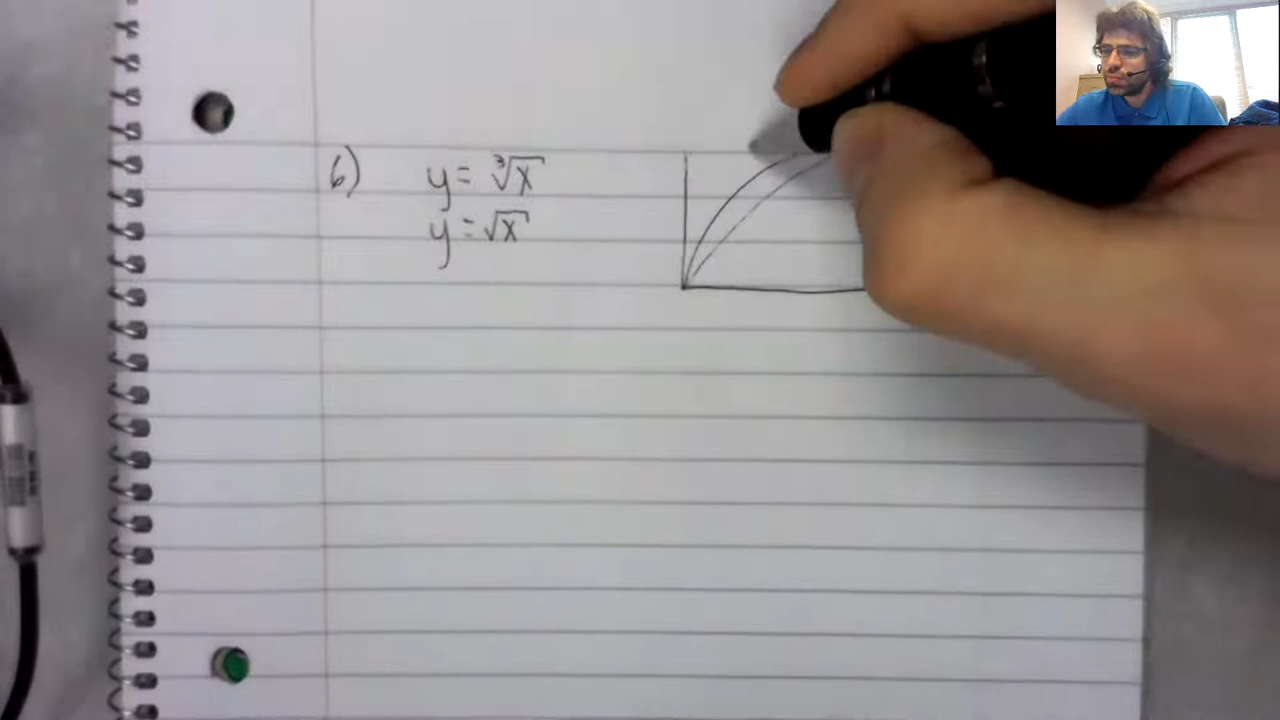 6) y = ∛x
y = √x